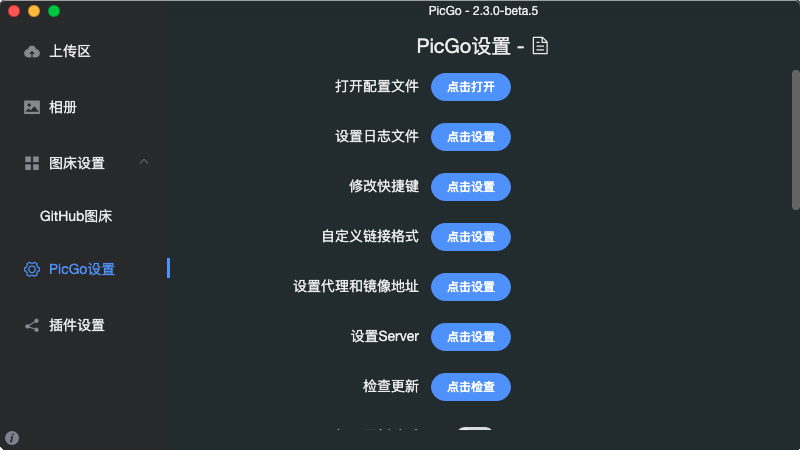 PicGo - 2.3.0-beta.5
上传区
相册
图床设置
GitHub图床
PicGo设置
插件设置
PicGo设置 -
打开配置文件 点击打开
设置日志文件 点击设置
修改快捷键 点击设置
自定义链接格式 点击设置
设置代理和镜像地址 点击设置
设置Server 点击设置
检查更新 点击检查